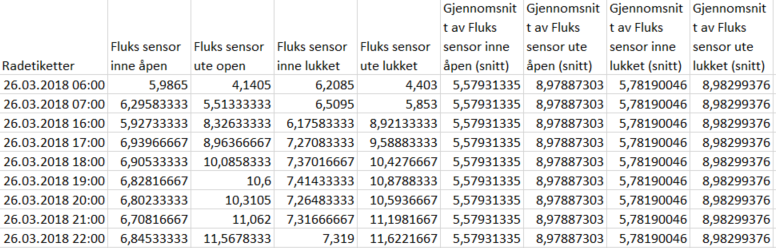 Radetiketter Fluks sensor inne åpen Fluks sensor ute open Fluks sensor inne lukket Fluks sensor ute lukket Gjennomsnitt av Fluks sensor inne åpen (snitt) Gjennomsnitt av Fluks sensor ute åpen (snitt) Gjennomsnitt av Fluks sensor inne lukket (snitt) Gjennomsnitt av Fluks sensor ute lukket (snitt)
26.03.2018 06:00 5,9865 4,1405 6,2085 4,403 5,57931335 8,97887303 5,78190046 8,98299376
26.03.2018 07:00 6,29583333 5,51333333 6,5095 5,853 5,57931335 8,97887303 5,78190046 8,98299376
26.03.2018 16:00 5,92733333 8,32633333 6,17583333 8,92133333 5,57931335 8,97887303 5,78190046 8,98299376
26.03.2018 17:00 6,93966667 8,96366667 7,27083333 9,58883333 5,57931335 8,97887303 5,78190046 8,98299376
26.03.2018 18:00 6,90533333 10,0858333 7,37016667 10,4276667 5,57931335 8,97887303 5,78190046 8,98299376
26.03.2018 19:00 6,82816667 10,6 7,41433333 10,8788333 5,57931335 8,97887303 5,78190046 8,98299376
26.03.2018 20:00 6,80233333 10,3105 7,26483333 10,5936667 5,57931335 8,97887303 5,78190046 8,98299376
26.03.2018 21:00 6,70816667 11,062 7,31666667 11,1981667 5,57931335 8,97887303 5,78190046 8,98299376
26.03.2018 22:00 6,84533333 11,5678333 7,319 11,6221667 5,57931335 8,97887303 5,78190046 8,98299376